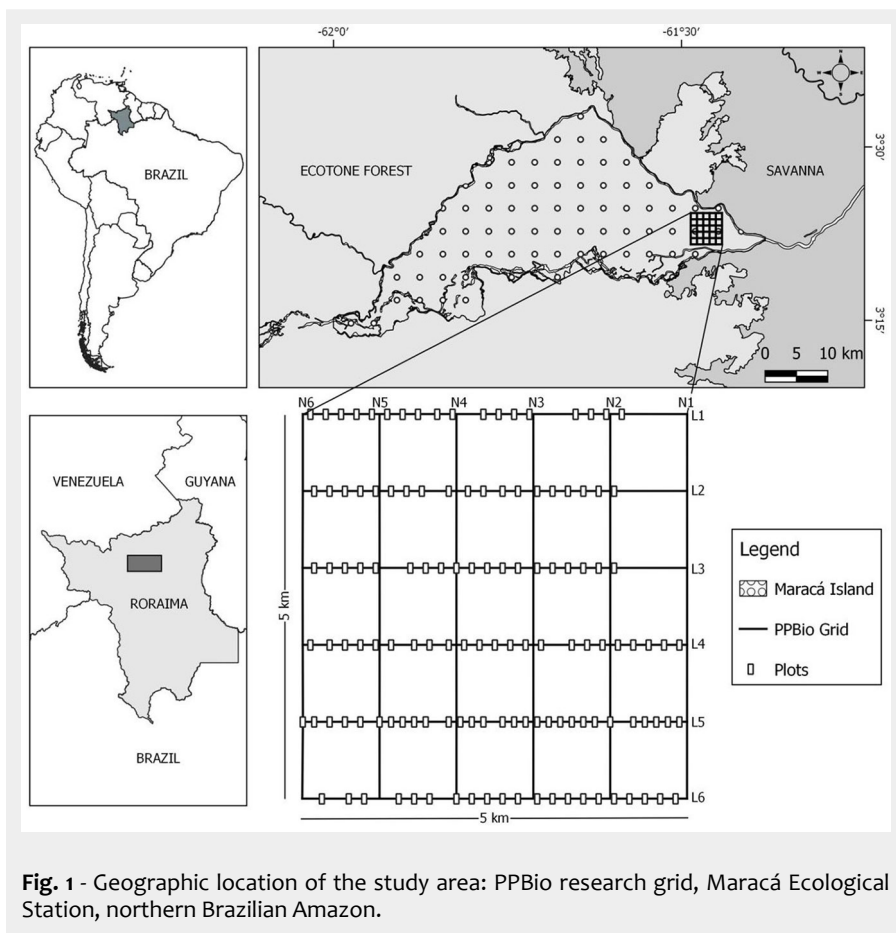 -62°0'
-61°30'
BRAZIL
ECOTONE FOREST
SAVANNA
3°30'
3°15'
0 5 10 km
N6 N5 N4 N3 N2 N1
L1
VENEZUELA
GUYANA
L2
Legend
Maracá Island
PPBio Grid
Plots
L3
5 km
RORAIMA
L4
L5
BRAZIL
L6
5 km
Fig. 1 - Geographic location of the study area: PPBio research grid, Maracá Ecological
Station, northern Brazilian Amazon.